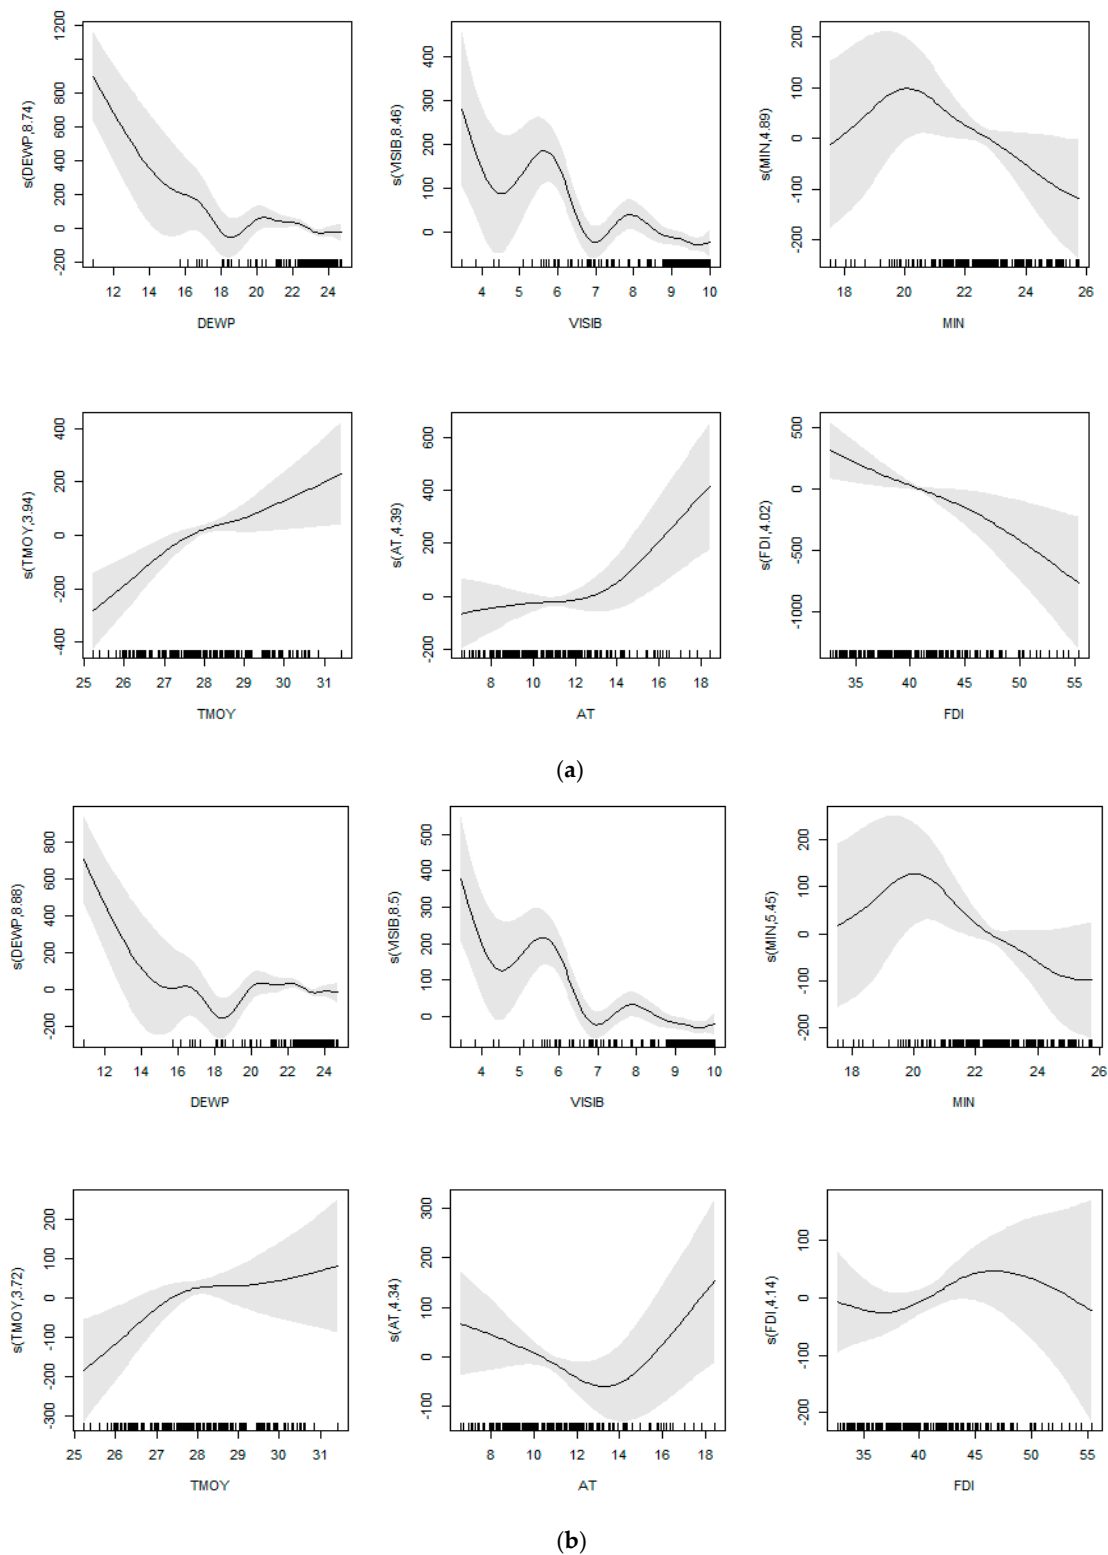 s(DEWP,8.74)
-200 0 200 400 600 800 1200
12 14 16 18 20 22 24
DEWP
s(VISIB,8.46)
0 100 200 300 400
4 5 6 7 8 9 10
VISIB
s(MIN,4.89)
-200 -100 0 100 200
18 20 22 24 26
MIN
s(TMOY,3.94)
-400 -200 0 200 400
25 26 27 28 29 30 31
TMOY
s(AT,4.39)
-200 0 200 400 600
8 10 12 14 16 18
AT
s(FDI,4.02)
-1000 -500 0 500
35 40 45 50 55
FDI
(a)
s(DEWP,8.88)
-200 0 200 400 600 800
12 14 16 18 20 22 24
DEWP
s(VISIB,8.5)
0 100 200 300 400 500
4 5 6 7 8 9 10
VISIB
s(MIN,5.45)
-200 -100 0 100 200
18 20 22 24 26
MIN
s(TMOY,3.72)
-300 -200 -100 0 100 200
25 26 27 28 29 30 31
TMOY
s(AT,4.34)
-100 0 100 200 300
8 10 12 14 16 18
AT
s(FDI,4.14)
-200 -100 0 100
35 40 45 50 55
FDI
(b)